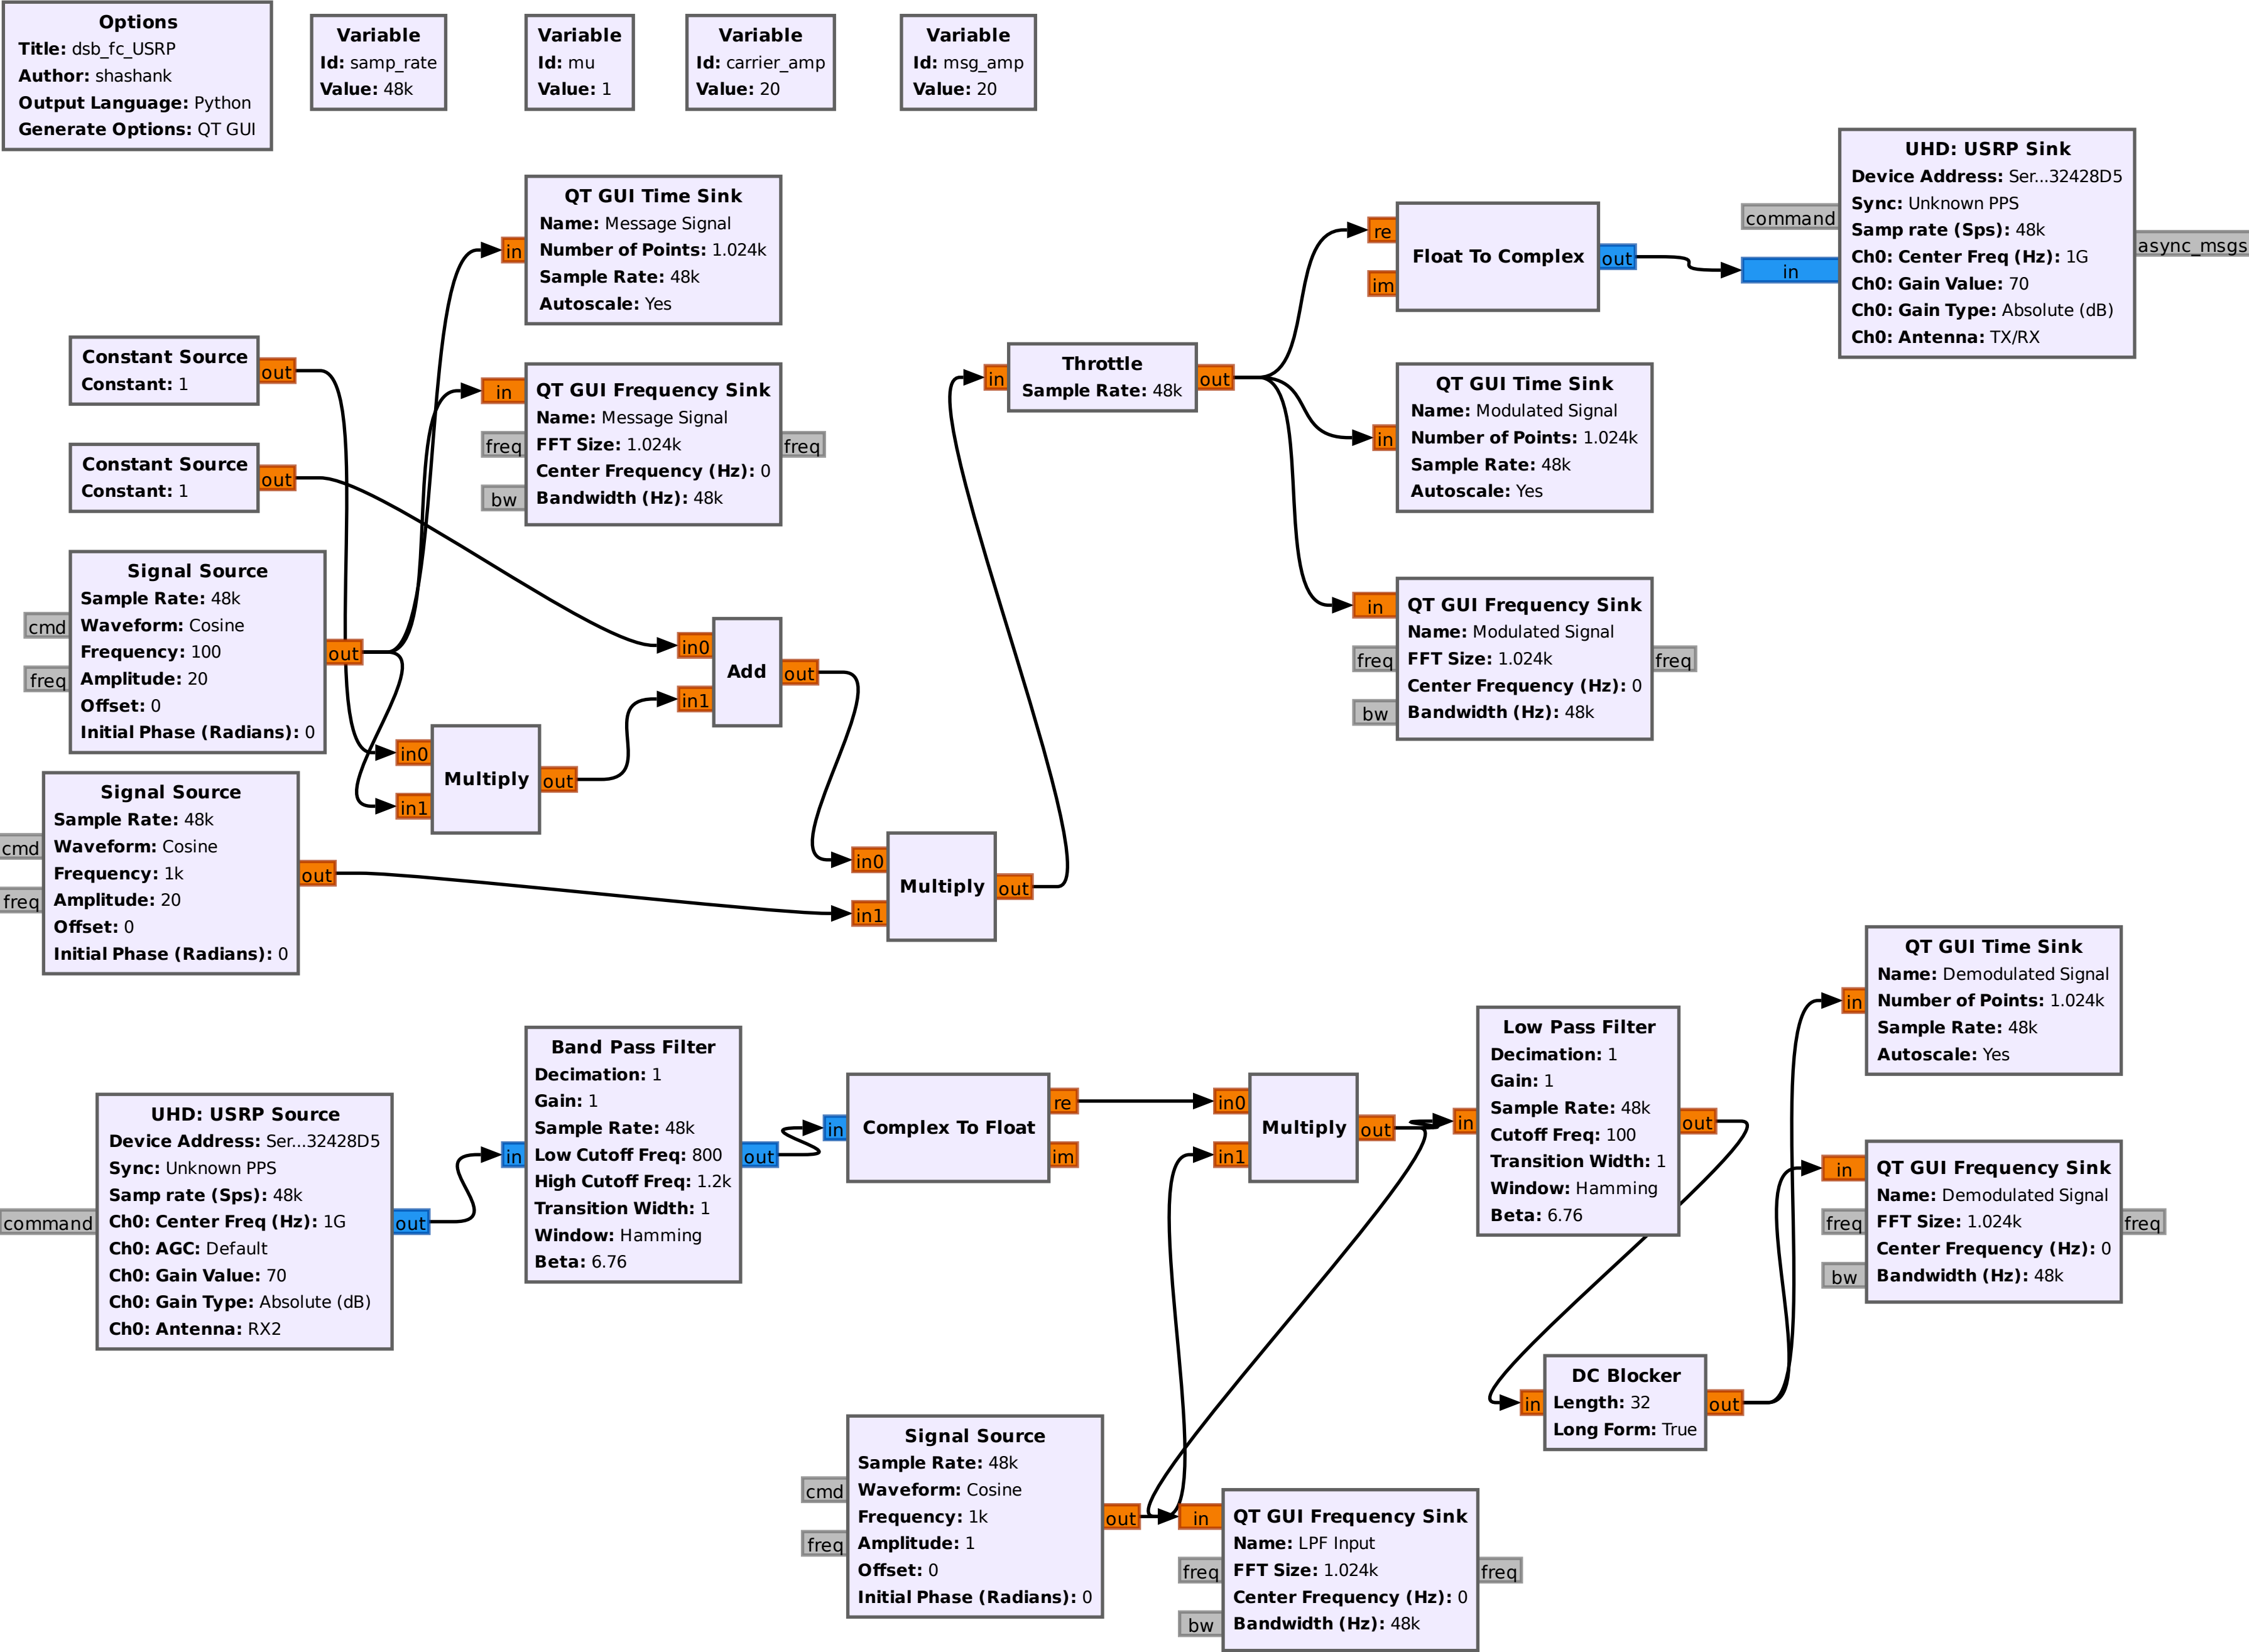 Options
Title: dsb_fc_USRP
Author: shashank
Output Language: Python
Generate Options: QT GUI
Variable
Id: samp_rate
Value: 48k
Variable
Id: mu
Value: 1
Variable
Id: carrier_amp
Value: 20
Variable
Id: msg_amp
Value: 20
QT GUI Time Sink
Name: Message Signal
Number of Points: 1.024k
Sample Rate: 48k
Autoscale: Yes
in
Constant Source
Constant: 1
out
QT GUI Frequency Sink
Name: Message Signal
FFT Size: 1.024k
Center Frequency (Hz): 0
Bandwidth (Hz): 48k
in
freq
bw
freq
Constant Source
Constant: 1
out
Signal Source
Sample Rate: 48k
Waveform: Cosine
Frequency: 100
Amplitude: 20
Offset: 0
Initial Phase (Radians): 0
cmd
freq
out
in0
in1
Multiply
out
in0
in1
Add
out
Signal Source
Sample Rate: 48k
Waveform: Cosine
Frequency: 1k
Amplitude: 20
Offset: 0
Initial Phase (Radians): 0
cmd
freq
out
in0
in1
Multiply
out
in
Throttle
Sample Rate: 48k
out
re
im
Float To Complex
out
command
in
UHD: USRP Sink
Device Address: Ser...32428D5
Sync: Unknown PPS
Samp rate (Sps): 48k
Ch0: Center Freq (Hz): 1G
Ch0: Gain Value: 70
Ch0: Gain Type: Absolute (dB)
Ch0: Antenna: TX/RX
async_msgs
in
QT GUI Time Sink
Name: Modulated Signal
Number of Points: 1.024k
Sample Rate: 48k
Autoscale: Yes
in
freq
bw
QT GUI Frequency Sink
Name: Modulated Signal
FFT Size: 1.024k
Center Frequency (Hz): 0
Bandwidth (Hz): 48k
freq
command
UHD: USRP Source
Device Address: Ser...32428D5
Sync: Unknown PPS
Samp rate (Sps): 48k
Ch0: Center Freq (Hz): 1G
Ch0: AGC: Default
Ch0: Gain Value: 70
Ch0: Gain Type: Absolute (dB)
Ch0: Antenna: RX2
out
in
Band Pass Filter
Decimation: 1
Gain: 1
Sample Rate: 48k
Low Cutoff Freq: 800
High Cutoff Freq: 1.2k
Transition Width: 1
Window: Hamming
Beta: 6.76
out
in
Complex To Float
re
im
in0
in1
Multiply
out
in
Low Pass Filter
Decimation: 1
Gain: 1
Sample Rate: 48k
Cutoff Freq: 100
Transition Width: 1
Window: Hamming
Beta: 6.76
out
in
QT GUI Time Sink
Name: Demodulated Signal
Number of Points: 1.024k
Sample Rate: 48k
Autoscale: Yes
in
freq
bw
QT GUI Frequency Sink
Name: Demodulated Signal
FFT Size: 1.024k
Center Frequency (Hz): 0
Bandwidth (Hz): 48k
freq
in
DC Blocker
Length: 32
Long Form: True
out
cmd
freq
Signal Source
Sample Rate: 48k
Waveform: Cosine
Frequency: 1k
Amplitude: 1
Offset: 0
Initial Phase (Radians): 0
out
in
freq
bw
QT GUI Frequency Sink
Name: LPF Input
FFT Size: 1.024k
Center Frequency (Hz): 0
Bandwidth (Hz): 48k
freq